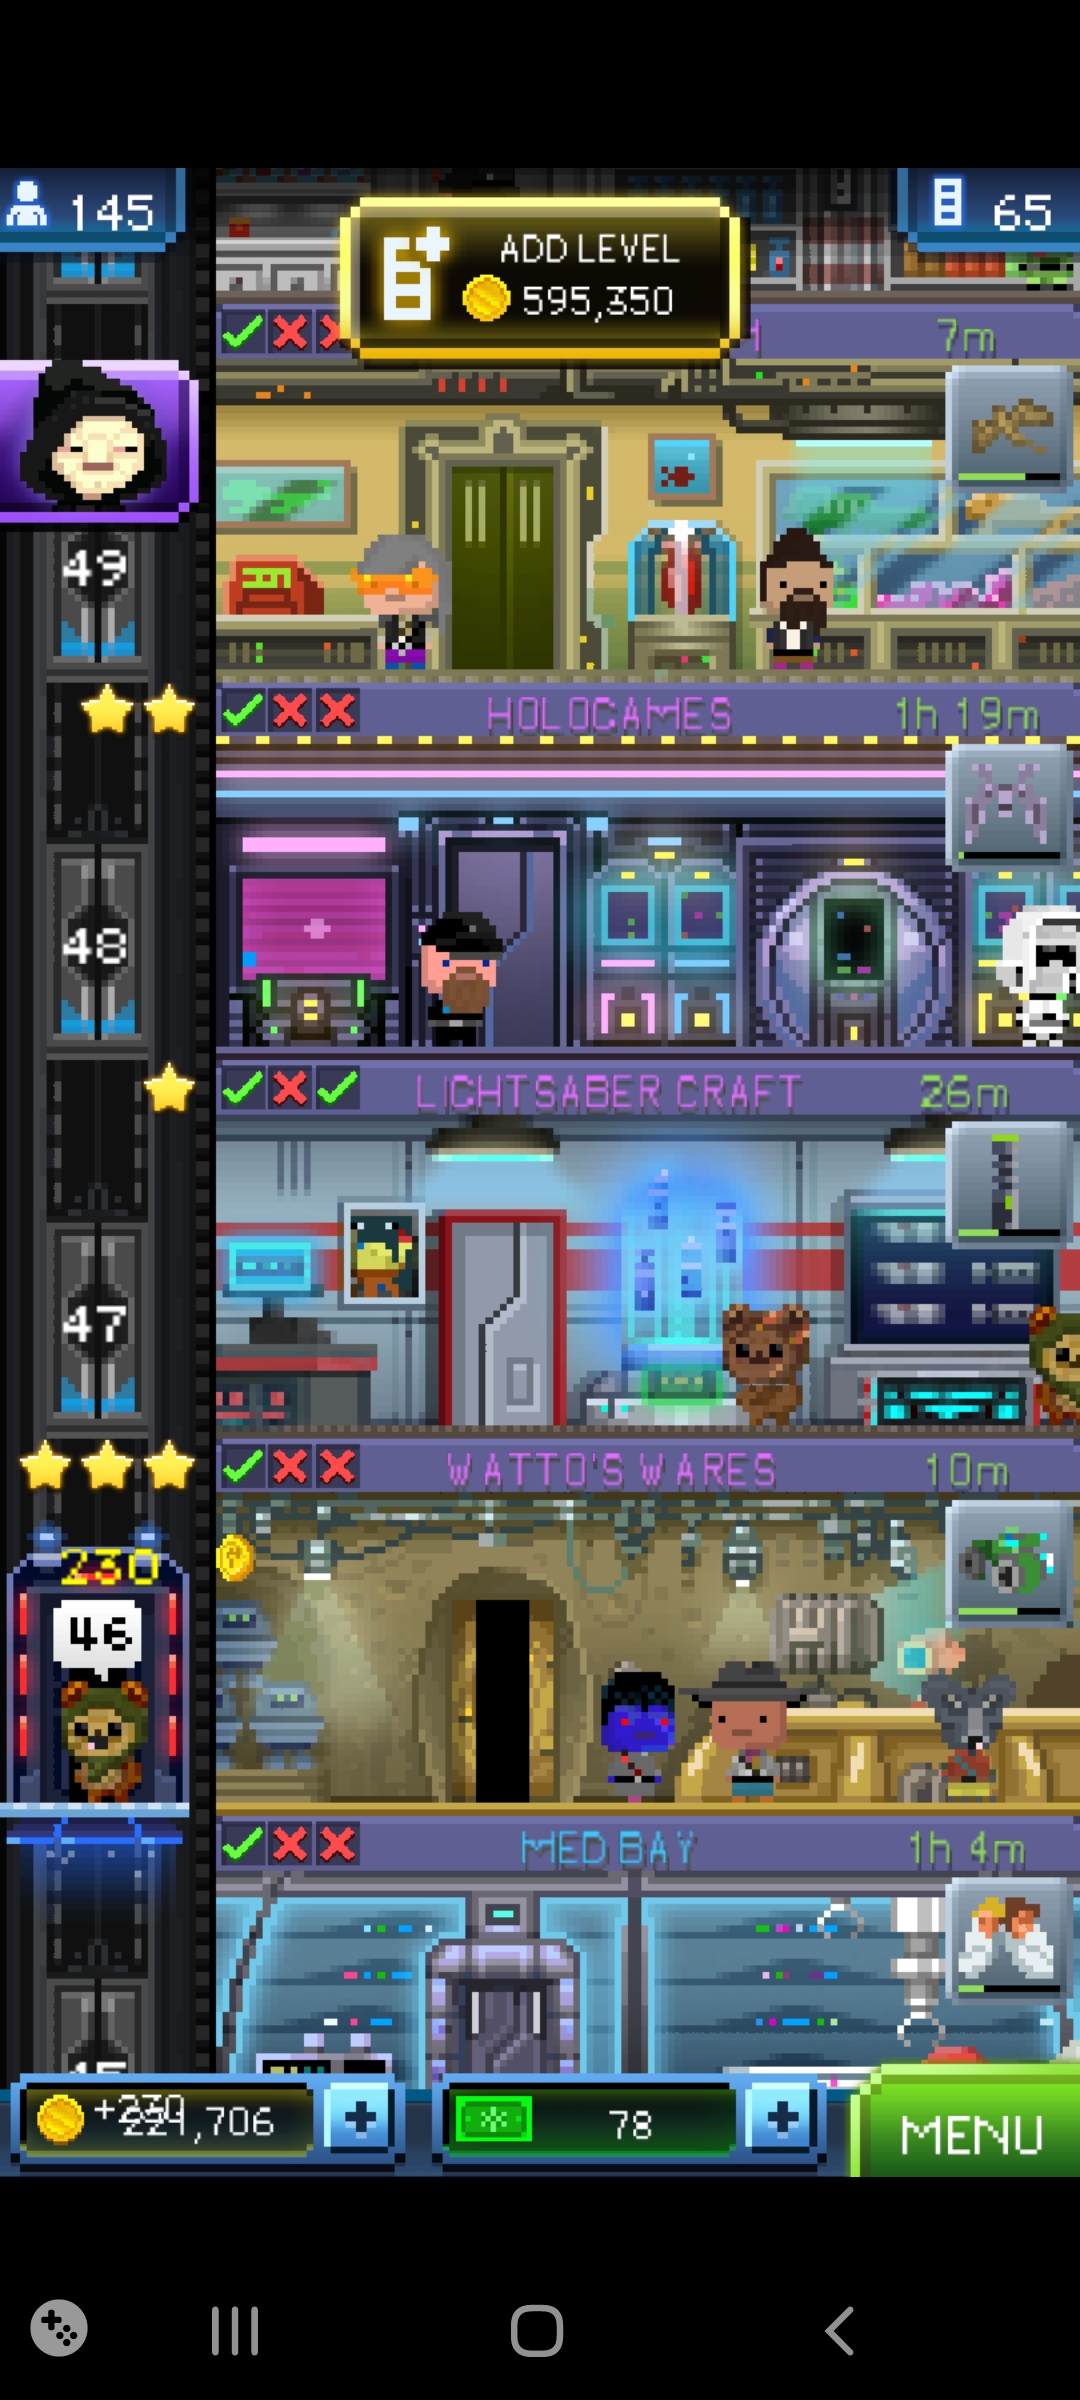 145
65
ADD LEVEL
595,350
7m
49
HOLOGAMES
1h 19m
48
LIGHTSABER CRAFT
26m
47
WATTO'S WARES
10m
230
46
MED BAY
1h 4m
+230
,706
78
MENU